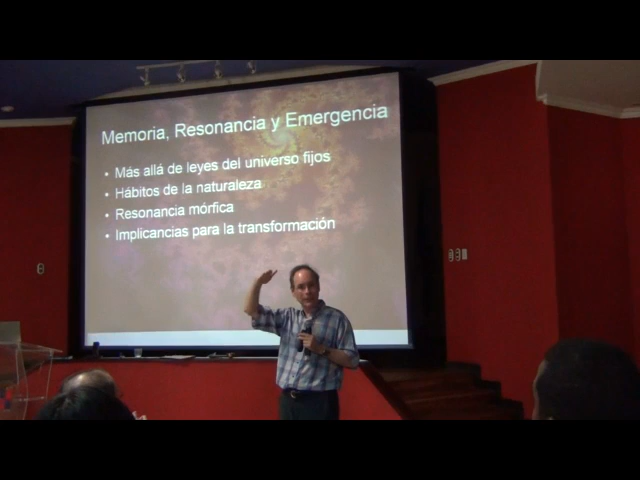 Memoria, Resonancia y Emergencia
• Más allá de leyes del universo fijos
• Hábitos de la naturaleza
• Resonancia mórfica
• Implicancias para la transformación